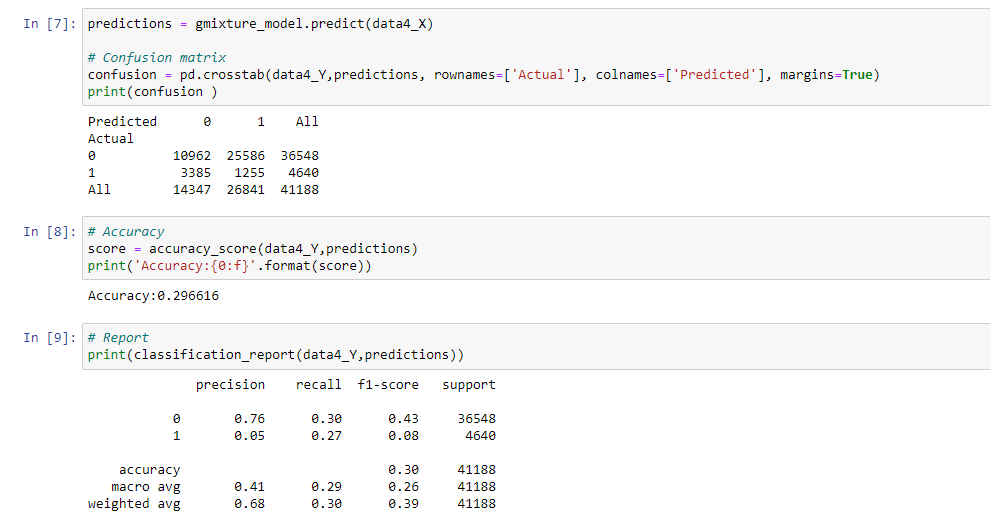 In [7]: predictions = gmixture_model.predict(data4_X)
# Confusion matrix
confusion = pd.crosstab(data4_Y,predictions, rownames=['Actual'], colnames=['Predicted'], margins=True)
print(confusion )
Predicted 0 1 All
Actual
0 10962 25586 36548
1 3385 1255 4640
All 14347 26841 41188
In [8]: # Accuracy
score = accuracy_score(data4_Y,predictions)
print('Accuracy:{0:f}'.format(score))
Accuracy:0.296616
In [9]: # Report
print(classification_report(data4_Y,predictions))
precision recall f1-score support
0 0.76 0.30 0.43 36548
1 0.05 0.27 0.08 4640
accuracy 0.30 41188
macro avg 0.41 0.29 0.26 41188
weighted avg 0.68 0.30 0.39 41188